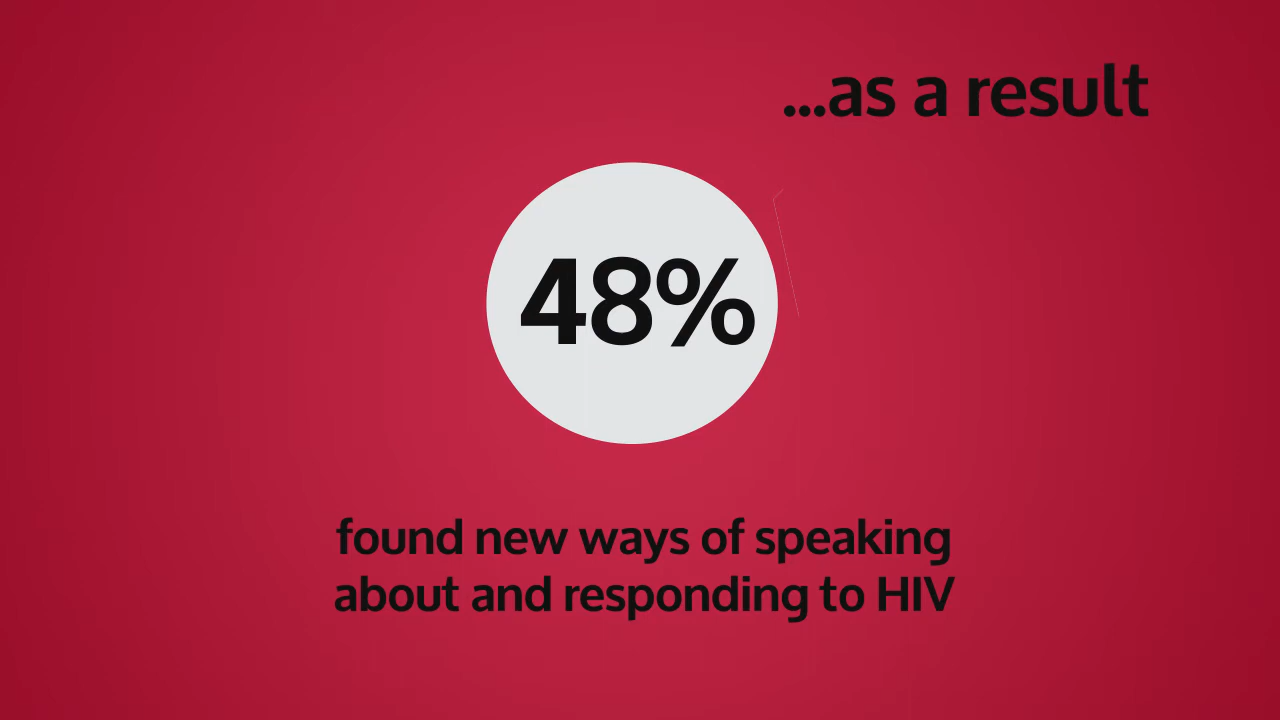 ...as a result
48%
found new ways of speaking
about and responding to HIV